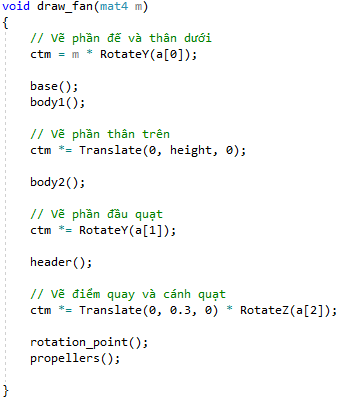 void draw_fan(mat4 m)
{
// Vẽ phần đế và thân dưới
ctm = m * RotateY(a[0]);
base();
body1();
// Vẽ phần thân trên
ctm *= Translate(0, height, 0);
body2();
// Vẽ phần đầu quạt
ctm *= RotateY(a[1]);
header();
// Vẽ điểm quay và cánh quạt
ctm *= Translate(0, 0.3, 0) * RotateZ(a[2]);
rotation_point();
propellers();
}